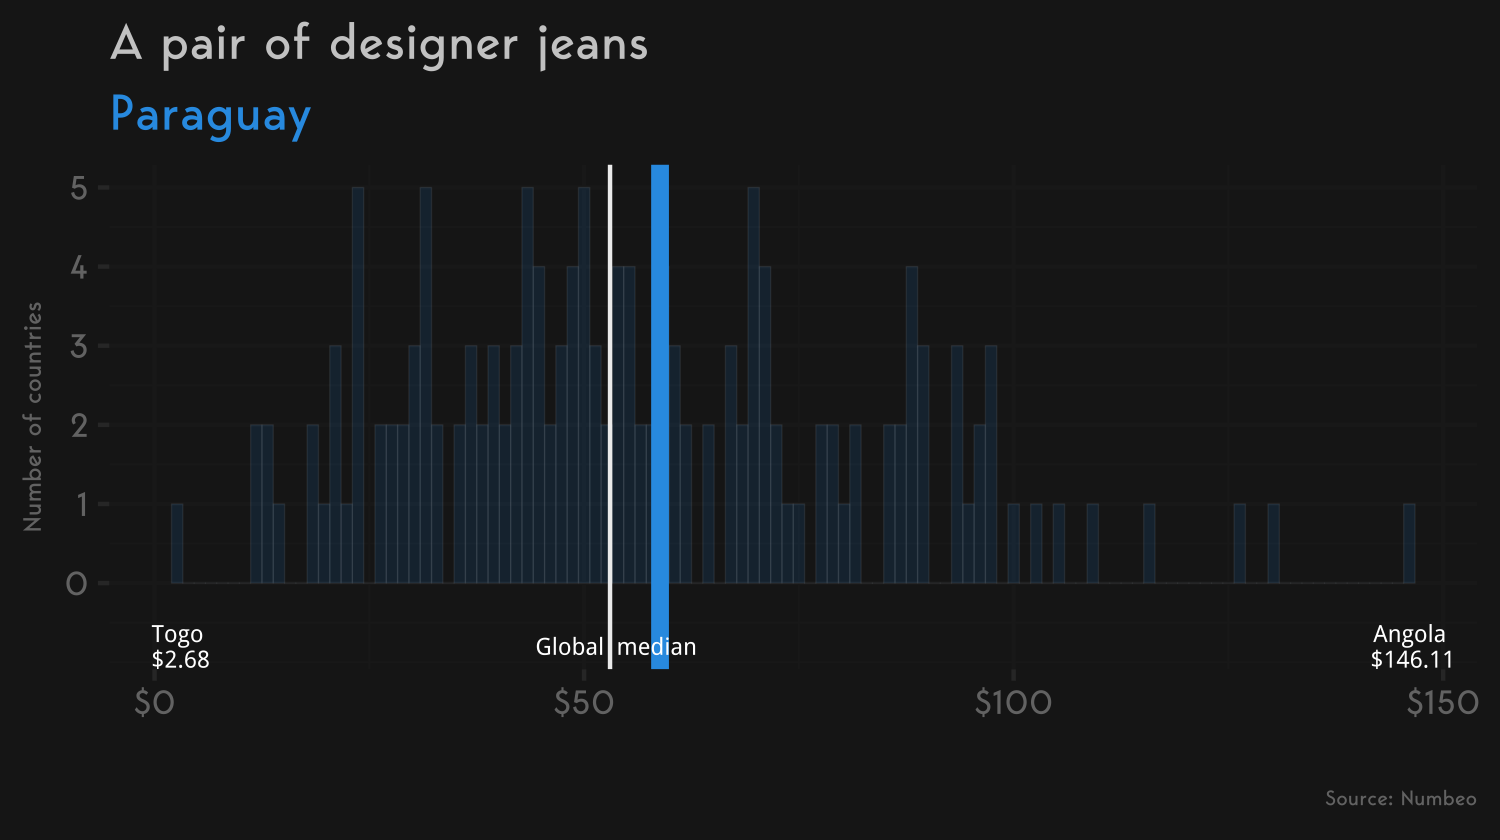 A pair of designer jeans
Paraguay
Number of countries
5
4
3
2
1
0
Togo
$2.68
Global median
Angola
$146.11
$0
$50
$100
$150
Source: Numbeo